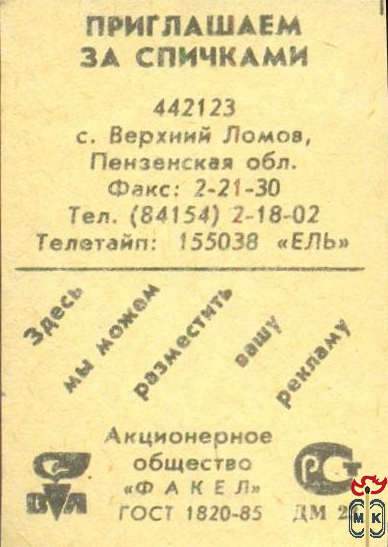 ПРИГЛАШАЕМ
ЗА СПИЧКАМИ
442123
с. Верхний Ломов,
Пензенская обл.
Факс: 2-21-30
Тел. (84154) 2-18-02
Телетайп: 155038 «ЕЛЬ»
Здесь
мы можем
разместить
вашу
рекламу
Акционерное
общество
«ФАКЕЛ»
ГОСТ 1820-85
РСТ
ДМ
МК